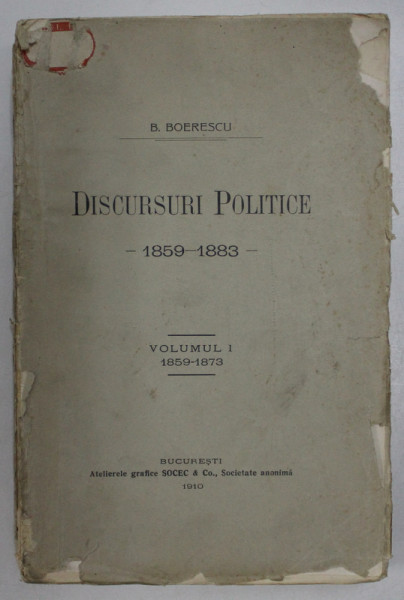 B. BOERESCU
DISCURSURI POLITICE
– 1859-1883 –
VOLUMUL I
1859-1873
BUCUREȘTI
Atelierele grafice SOCEC & Co., Societate anonimă
1910